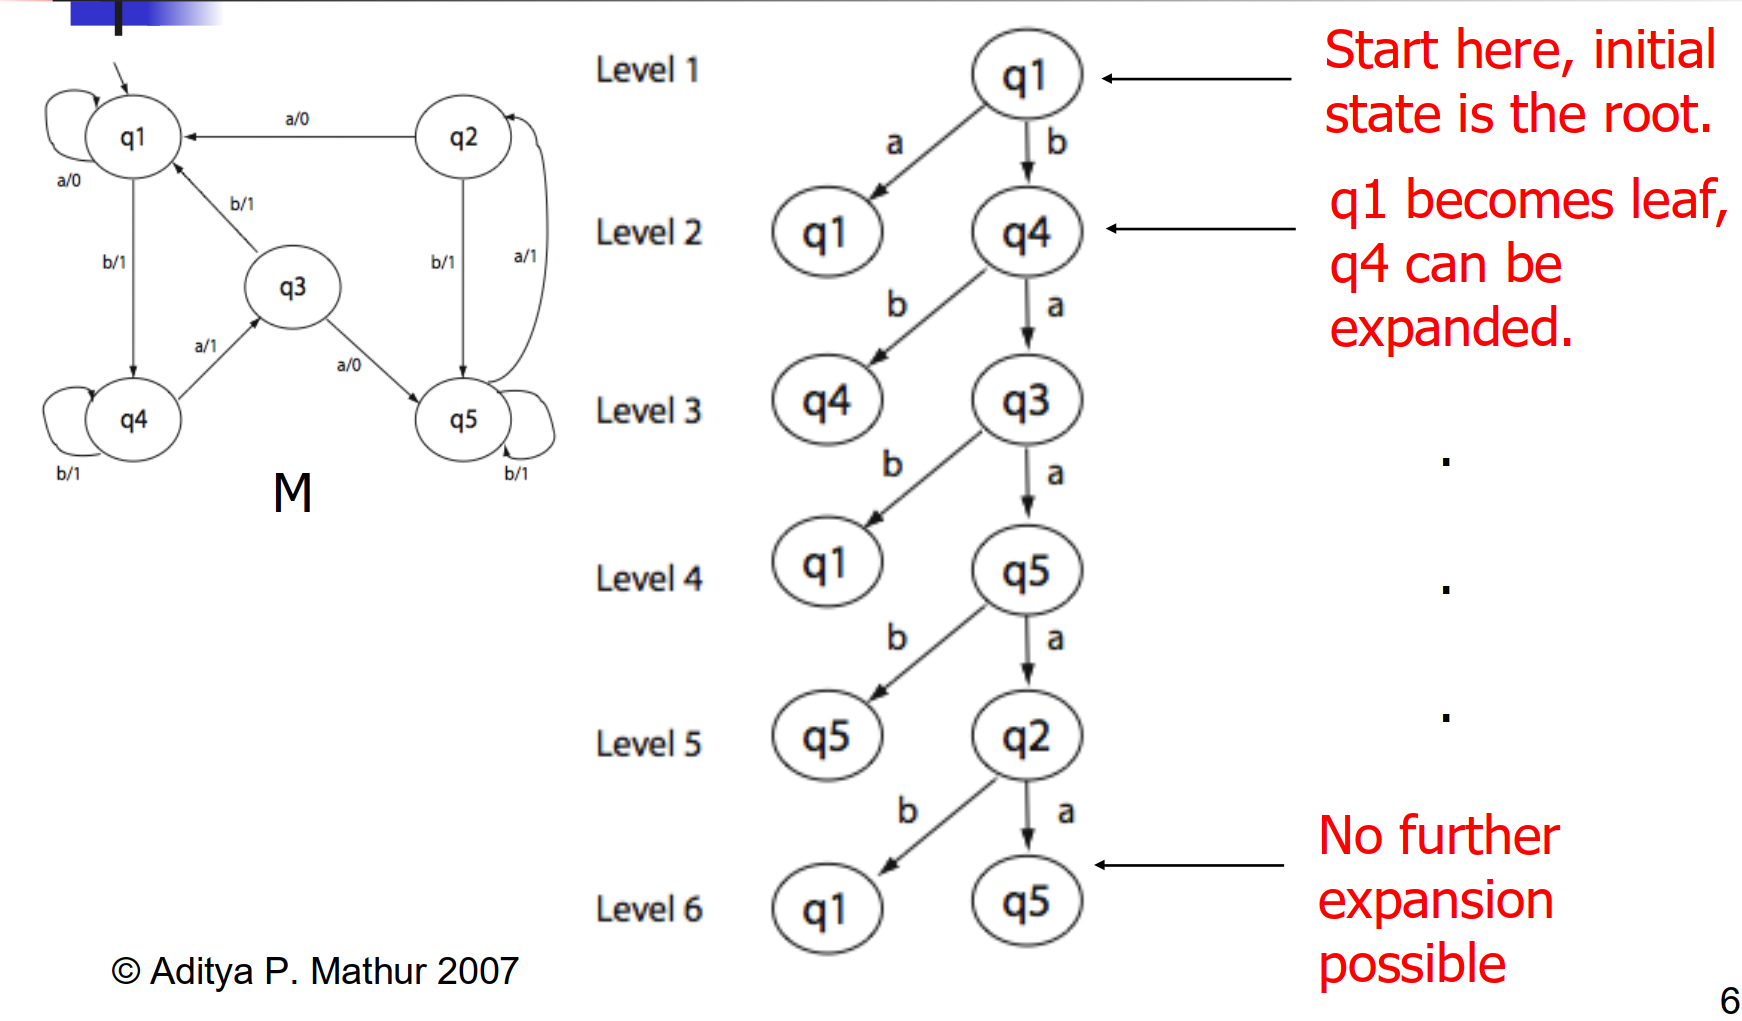 q1
a/0
q2
a/0
b/1
q3
b/1
b/1
a/1
a/1
a/0
q4
q5
b/1
b/1
M
Level 1
q1
a
b
Level 2
q1
q4
b
a
Level 3
q4
q3
b
a
Level 4
q1
q5
b
a
Level 5
q5
q2
b
a
Level 6
q1
q5
Start here, initial
state is the root.
q1 becomes leaf,
q4 can be
expanded.
.
.
.
No further
expansion
possible
© Aditya P. Mathur 2007
6